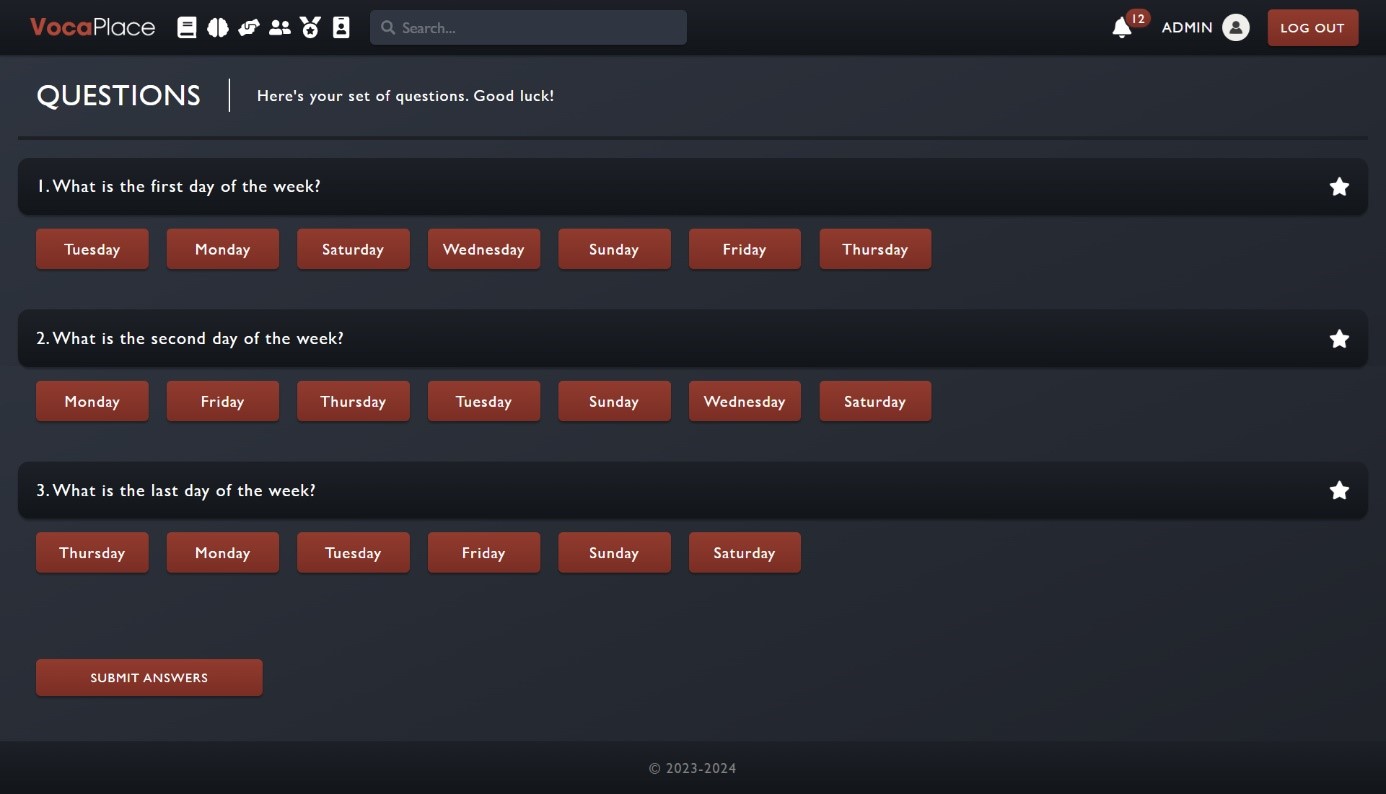 VocaPlace Search... 12 ADMIN LOG OUT
QUESTIONS Here's your set of questions. Good luck!
1. What is the first day of the week?
Tuesday Monday Saturday Wednesday Sunday Friday Thursday
2. What is the second day of the week?
Monday Friday Thursday Tuesday Sunday Wednesday Saturday
3. What is the last day of the week?
Thursday Monday Tuesday Friday Sunday Saturday
SUBMIT ANSWERS
© 2023-2024